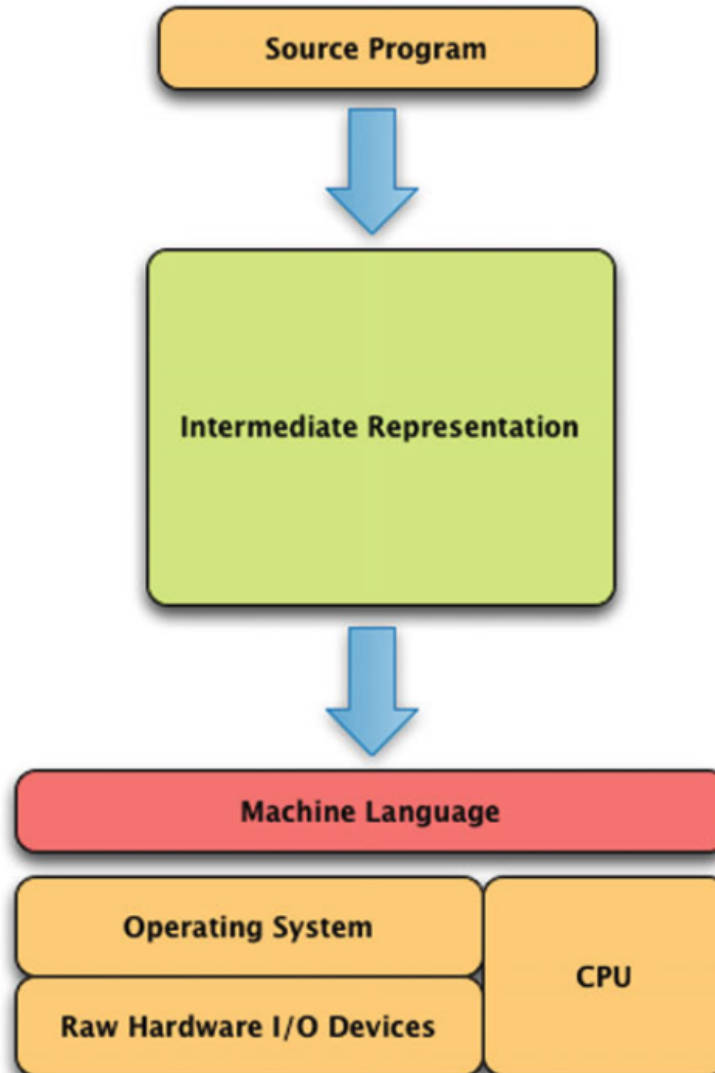 Source Program
Intermediate Representation
Machine Language
Operating System
CPU
Raw Hardware I/O Devices